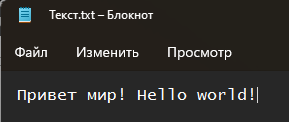 Текст.txt – Блокнот
Файл Изменить Просмотр
Привет мир! Hello world!